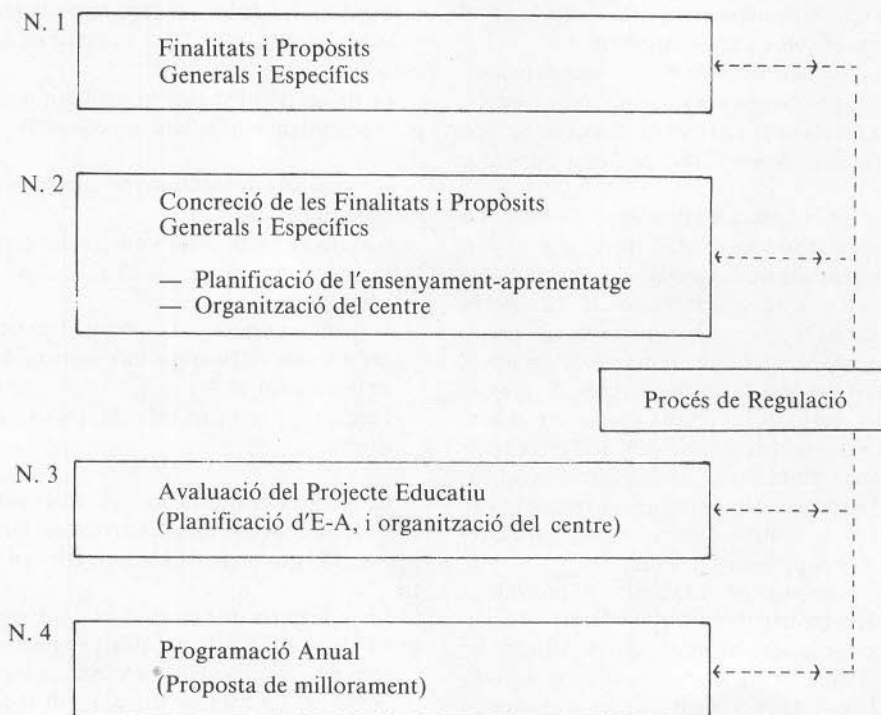 N. 1
Finalitats i Propòsits
Generals i Específics
N. 2
Concreció de les Finalitats i Propòsits
Generals i Específics
— Planificació de l'ensenyament-aprenentatge
— Organització del centre
Procés de Regulació
N. 3
Avaluació del Projecte Educatiu
(Planificació d'E-A, i organització del centre)
N. 4
Programació Anual
(Proposta de millorament)